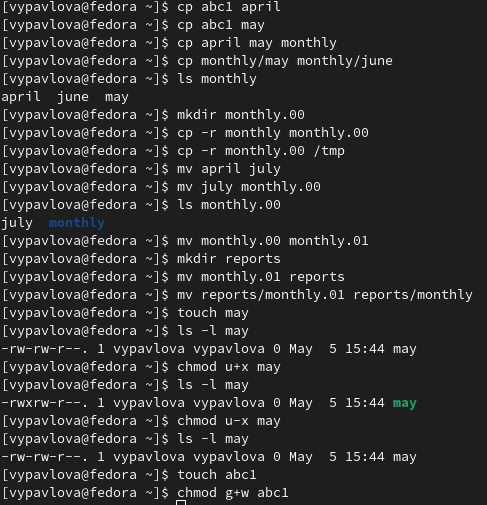 [vypavlova@fedora ~]$ cp abc1 april
[vypavlova@fedora ~]$ cp abc1 may
[vypavlova@fedora ~]$ cp april may monthly
[vypavlova@fedora ~]$ cp monthly/may monthly/june
[vypavlova@fedora ~]$ ls monthly
april  june  may
[vypavlova@fedora ~]$ mkdir monthly.00
[vypavlova@fedora ~]$ cp -r monthly monthly.00
[vypavlova@fedora ~]$ cp -r monthly.00 /tmp
[vypavlova@fedora ~]$ mv april july
[vypavlova@fedora ~]$ mv july monthly.00
[vypavlova@fedora ~]$ ls monthly.00
july  monthly
[vypavlova@fedora ~]$ mv monthly.00 monthly.01
[vypavlova@fedora ~]$ mkdir reports
[vypavlova@fedora ~]$ mv monthly.01 reports
[vypavlova@fedora ~]$ mv reports/monthly.01 reports/monthly
[vypavlova@fedora ~]$ touch may
[vypavlova@fedora ~]$ ls -l may
-rw-rw-r--. 1 vypavlova vypavlova 0 May  5 15:44 may
[vypavlova@fedora ~]$ chmod u+x may
[vypavlova@fedora ~]$ ls -l may
-rwxrw-r--. 1 vypavlova vypavlova 0 May  5 15:44 may
[vypavlova@fedora ~]$ chmod u-x may
[vypavlova@fedora ~]$ ls -l may
-rw-rw-r--. 1 vypavlova vypavlova 0 May  5 15:44 may
[vypavlova@fedora ~]$ touch abc1
[vypavlova@fedora ~]$ chmod g+w abc1